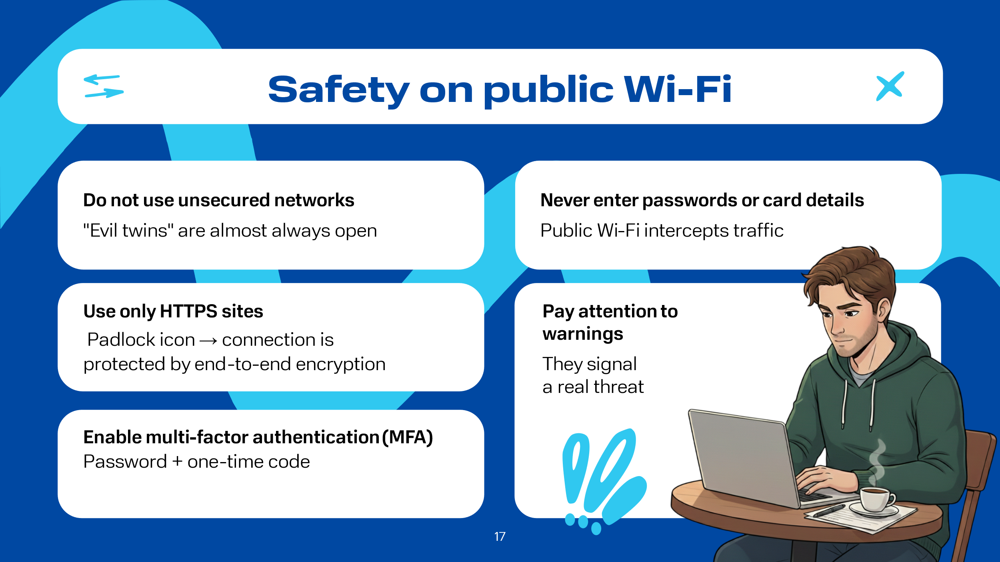 Safety on public Wi-Fi
Do not use unsecured networks
"Evil twins" are almost always open
Never enter passwords or card details
Public Wi-Fi intercepts traffic
Use only HTTPS sites
Padlock icon → connection is
protected by end-to-end encryption
Pay attention to
warnings
They signal
a real threat
Enable multi-factor authentication (MFA)
Password + one-time code
17